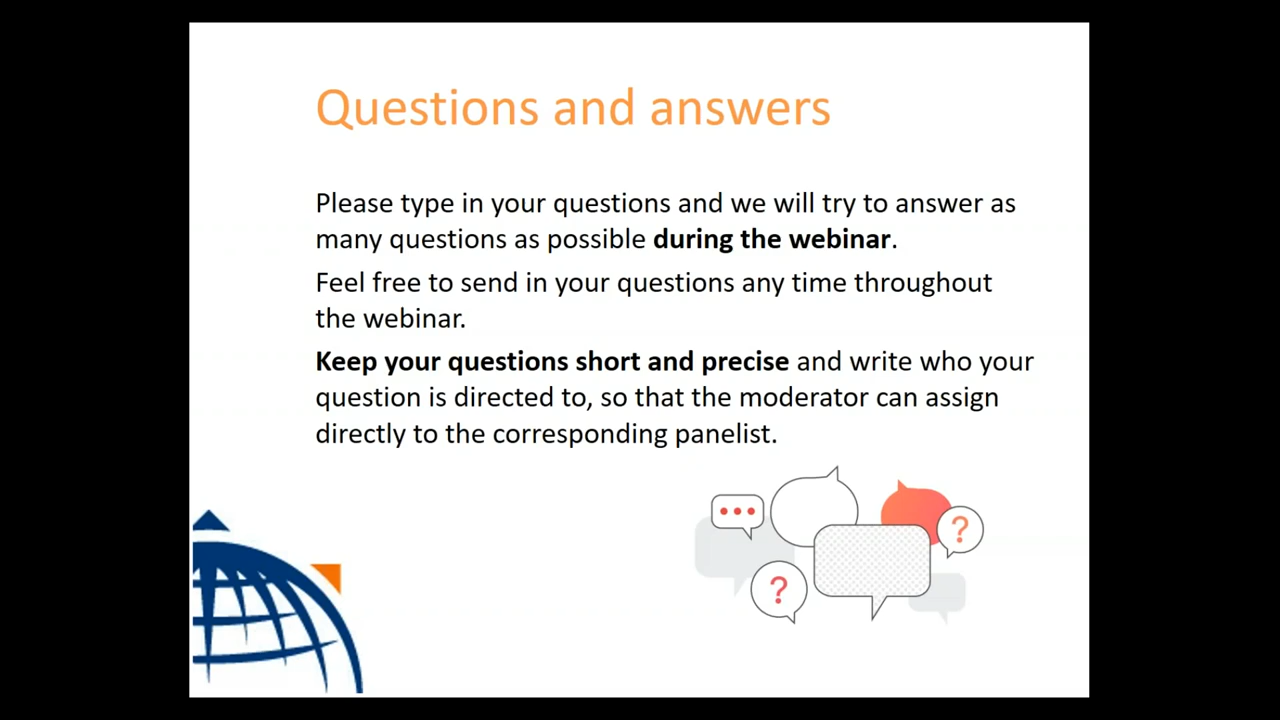 Questions and answers
Please type in your questions and we will try to answer as
many questions as possible during the webinar.
Feel free to send in your questions any time throughout
the webinar.
Keep your questions short and precise and write who your
question is directed to, so that the moderator can assign
directly to the corresponding panelist.
?
?